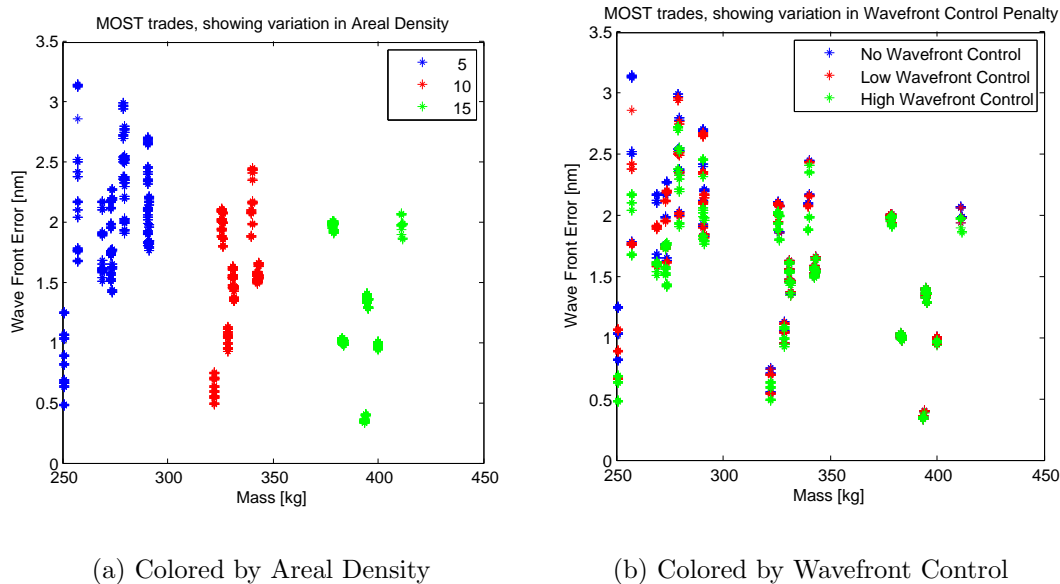 MOST trades, showing variation in Areal Density
3.5
3
2.5
2
1.5
1
0.5
0
250
300
350
400
450
Wave Front Error [nm]
Mass [kg]
5
10
15
(a) Colored by Areal Density
MOST trades, showing variation in Wavefront Control Penalty
3.5
3
2.5
2
1.5
1
0.5
0
250
300
350
400
450
Wave Front Error [nm]
Mass [kg]
No Wavefront Control
Low Wavefront Control
High Wavefront Control
(b) Colored by Wavefront Control